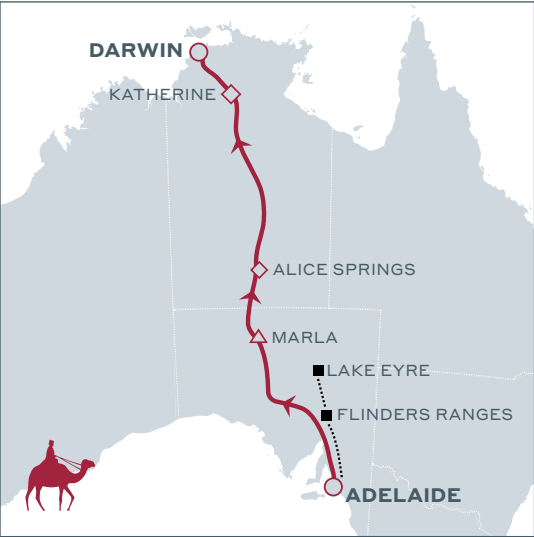 DARWIN
KATHERINE
ALICE SPRINGS
MARLA
LAKE EYRE
FLINDERS RANGES
ADELAIDE